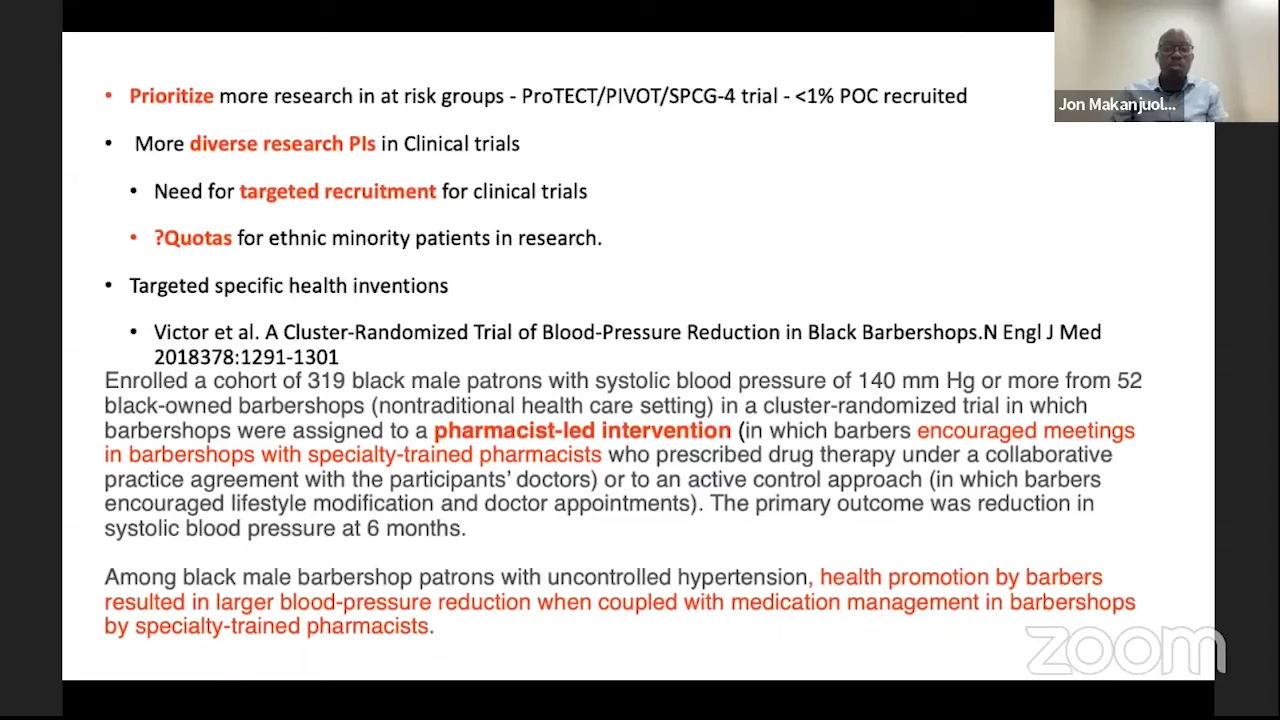 • Prioritize more research in at risk groups - ProTECT/PIVOT/SPCG-4 trial - <1% POC recruited
Jon Makanjuol...
• More diverse research PIs in Clinical trials
• Need for targeted recruitment for clinical trials
• ?Quotas for ethnic minority patients in research.
• Targeted specific health inventions
• Victor et al. A Cluster-Randomized Trial of Blood-Pressure Reduction in Black Barbershops.N Engl J Med
2018378:1291-1301
Enrolled a cohort of 319 black male patrons with systolic blood pressure of 140 mm Hg or more from 52
black-owned barbershops (nontraditional health care setting) in a cluster-randomized trial in which
barbershops were assigned to a pharmacist-led intervention (in which barbers encouraged meetings
in barbershops with specialty-trained pharmacists who prescribed drug therapy under a collaborative
practice agreement with the participants’ doctors) or to an active control approach (in which barbers
encouraged lifestyle modification and doctor appointments). The primary outcome was reduction in
systolic blood pressure at 6 months.
Among black male barbershop patrons with uncontrolled hypertension, health promotion by barbers
resulted in larger blood-pressure reduction when coupled with medication management in barbershops
by specialty-trained pharmacists.
zoom